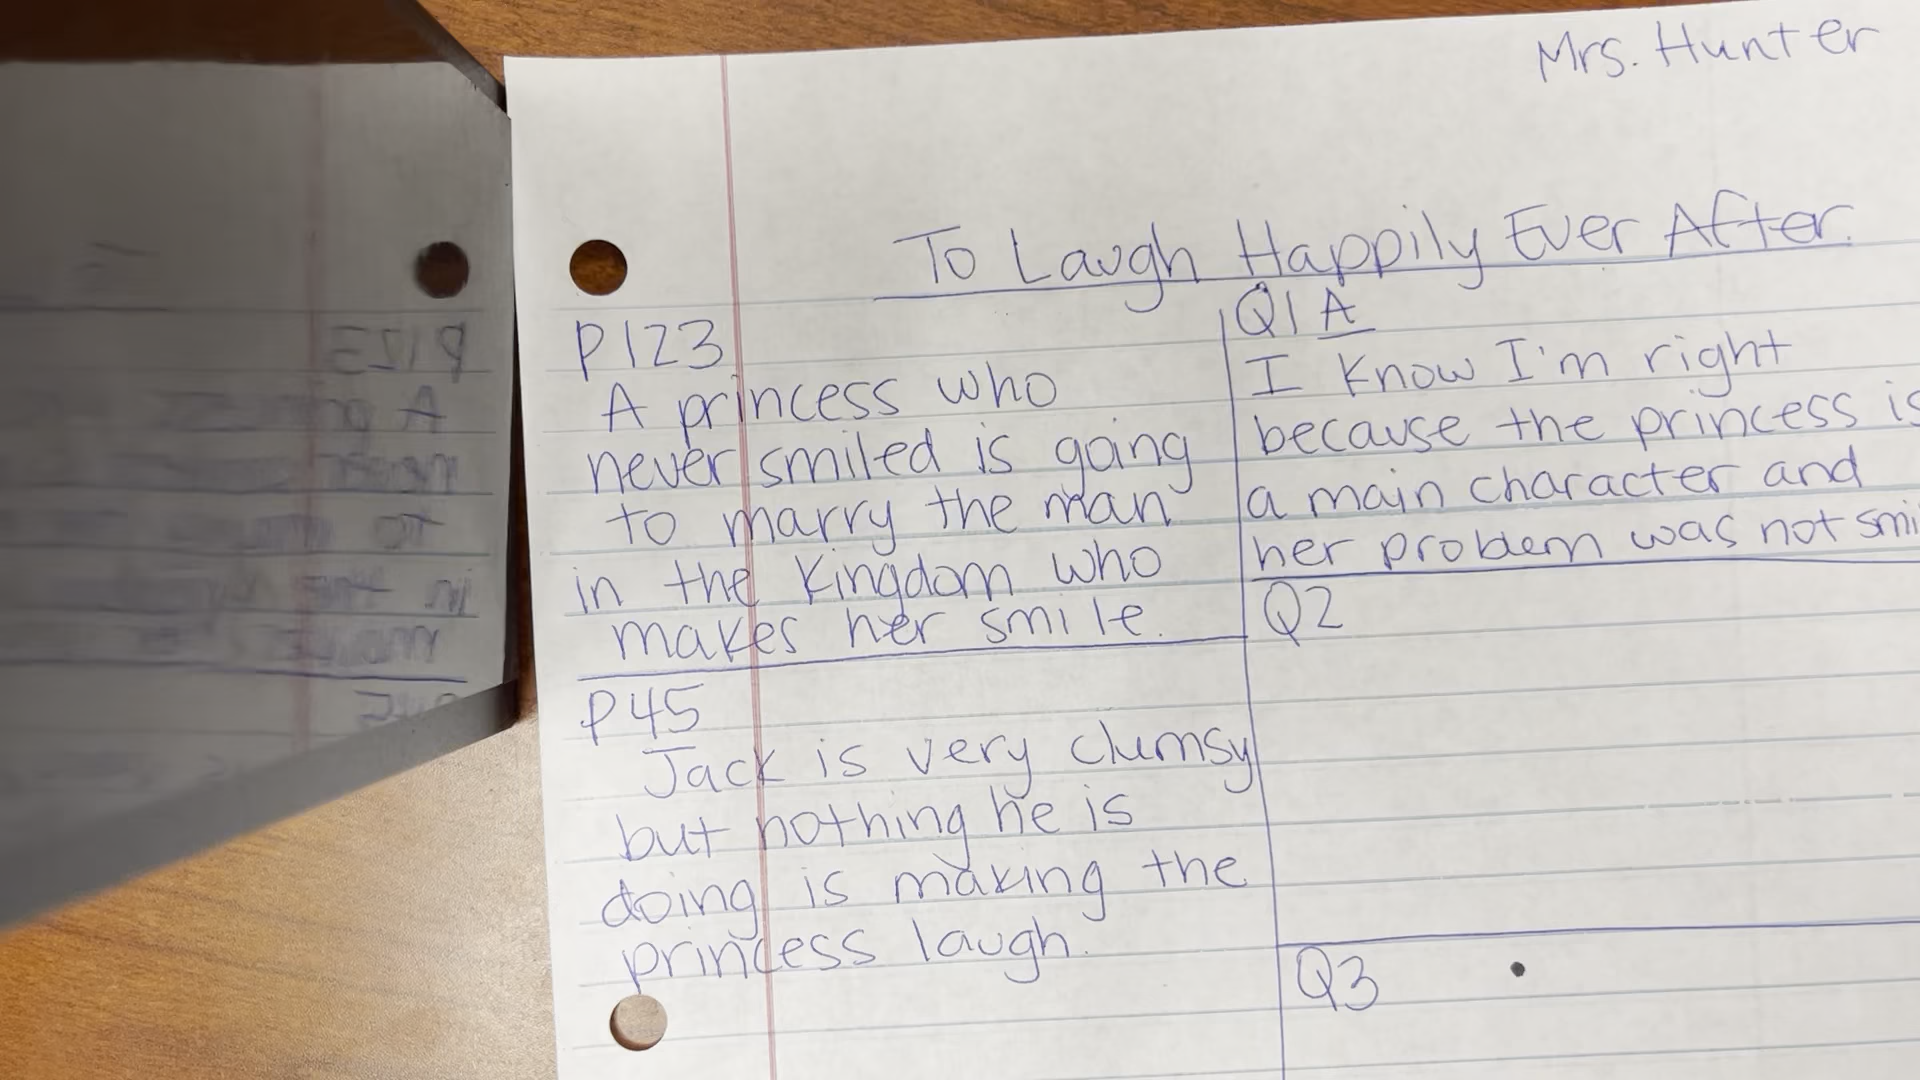 Mrs. Hunter
To Laugh Happily Ever After.
P123
A princess who
never smiled is going
to marry the man
in the Kingdom who
makes her smile.
P45
Jack is very clumsy
but nothing he is
doing is making the
princess laugh.
Q1 A
I know I'm right
because the princess is
a main character and
her problem was not smi
Q2
Q3